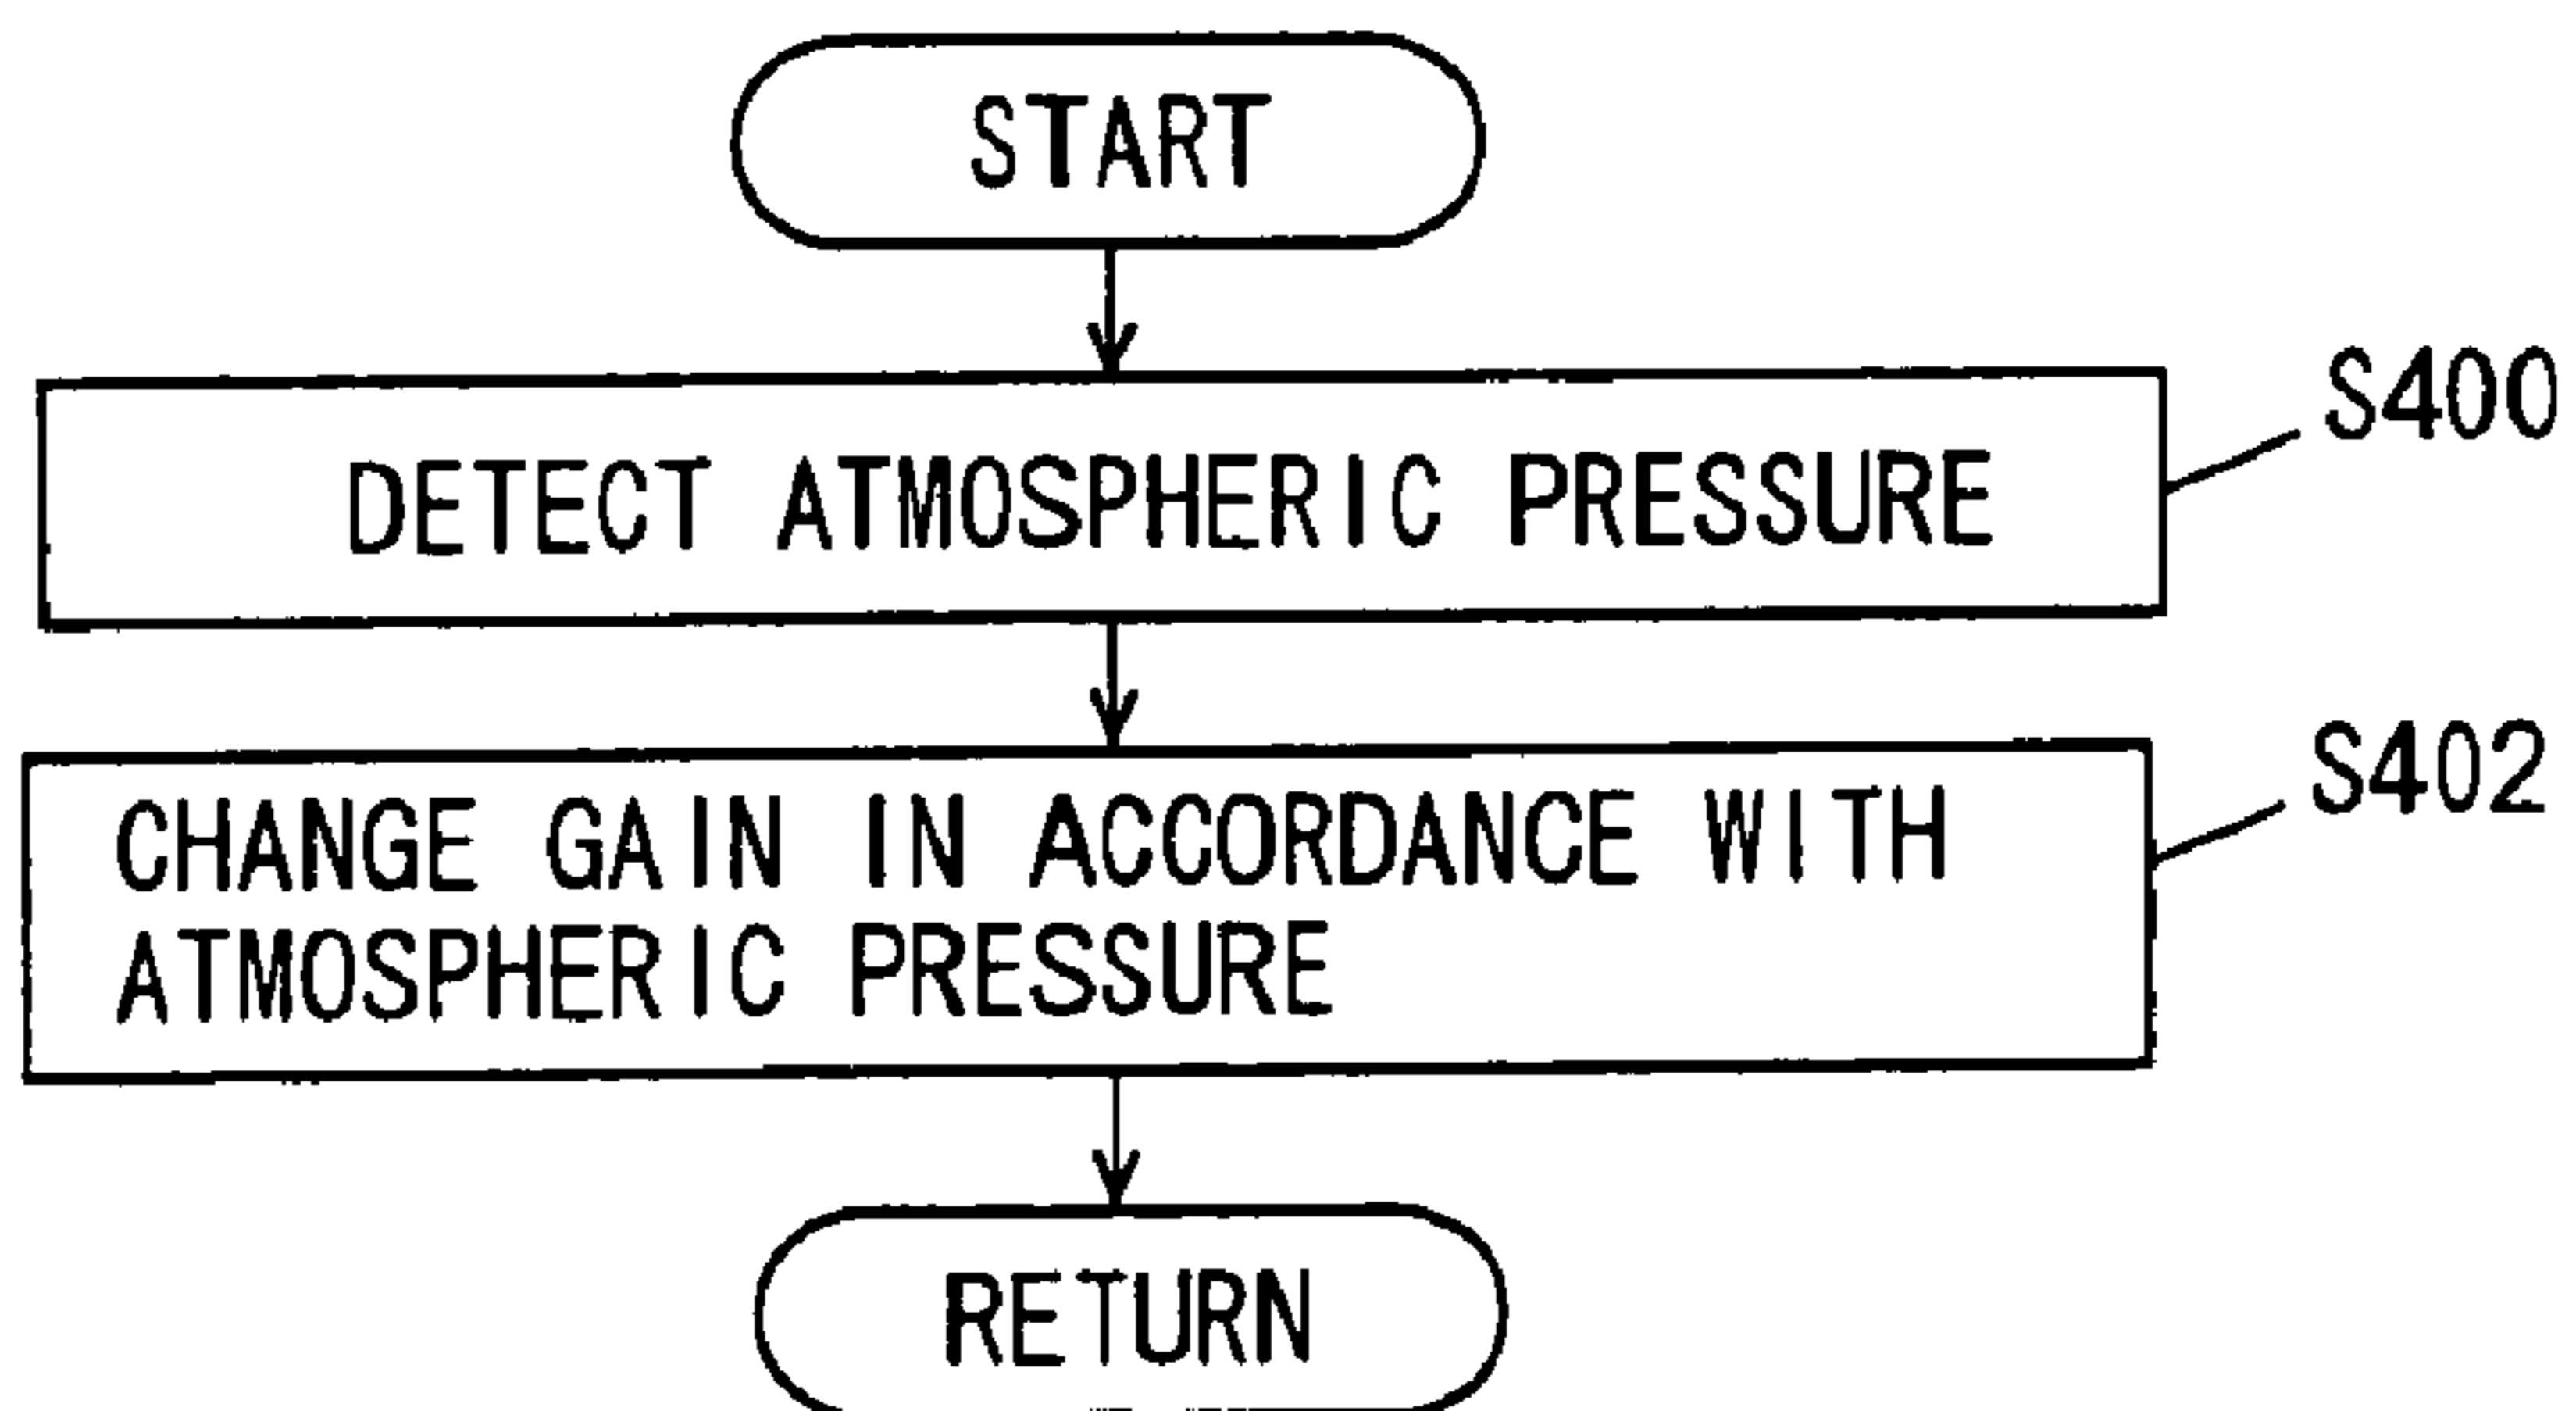 START
S400
DETECT ATMOSPHERIC PRESSURE
S402
CHANGE GAIN IN ACCORDANCE WITH
ATMOSPHERIC PRESSURE
RETURN